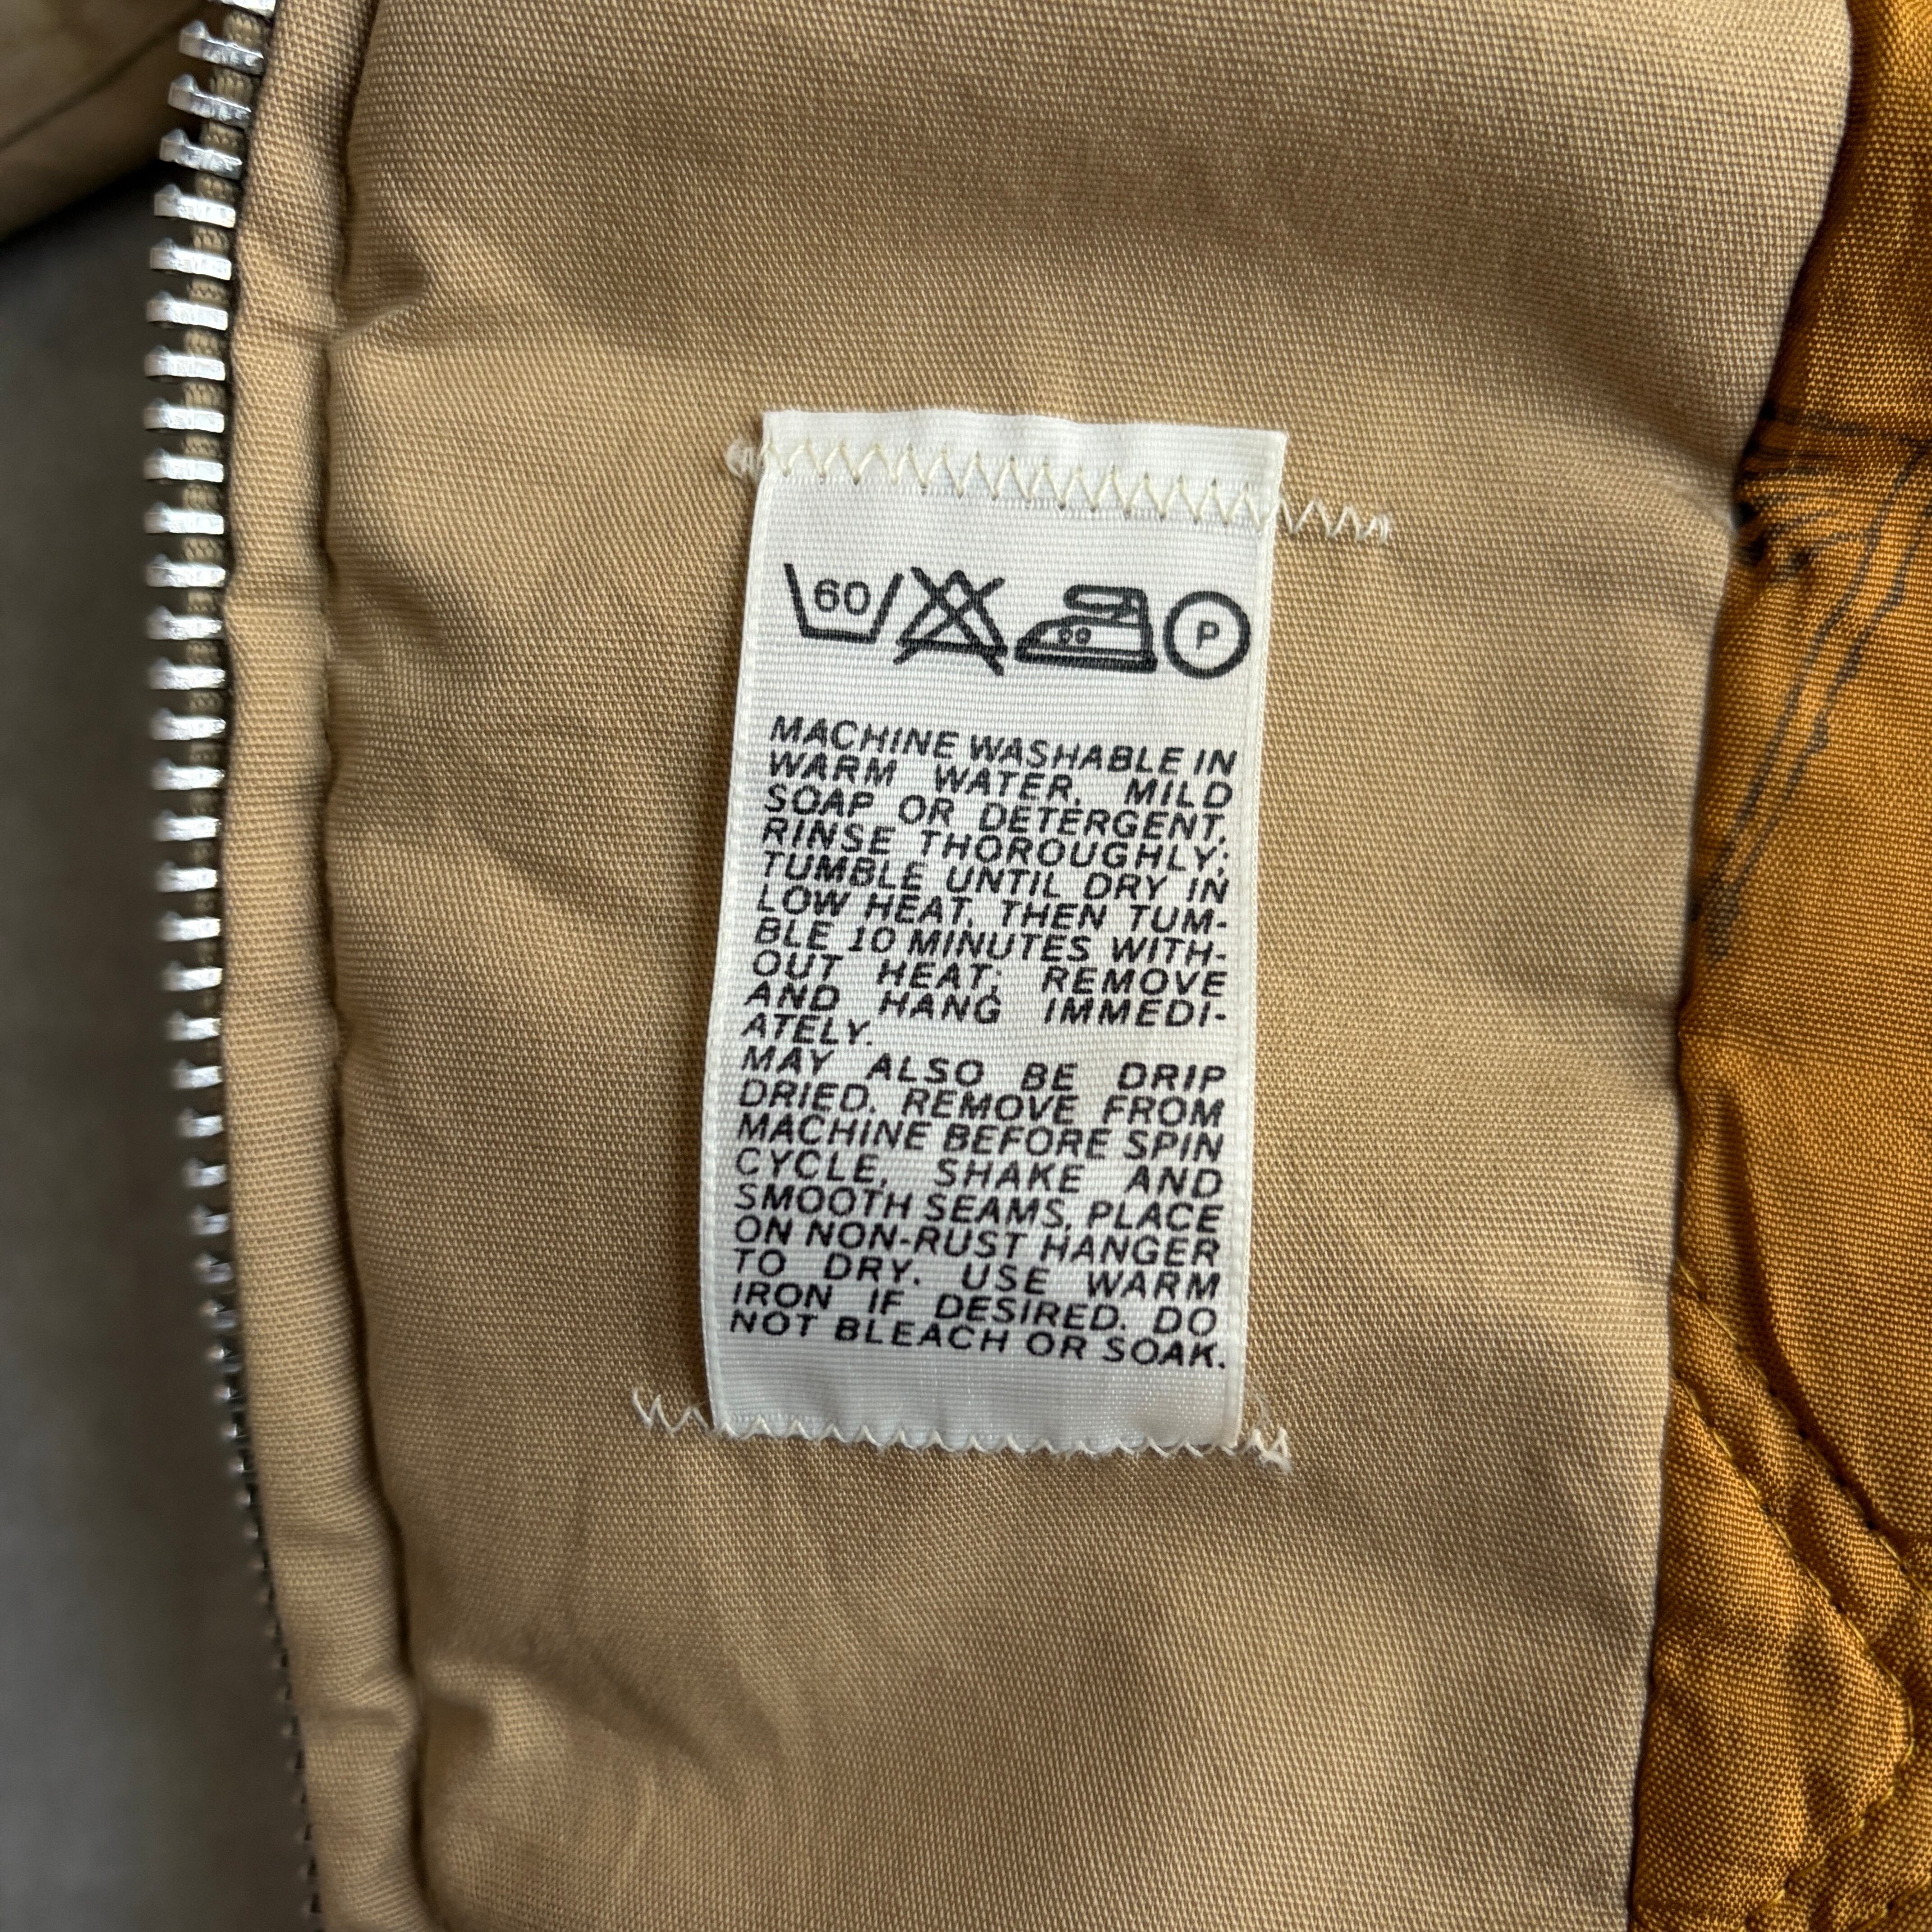 60
P
MACHINE WASHABLE IN
WARM WATER, MILD
SOAP OR DETERGENT,
RINSE THOROUGHLY;
TUMBLE UNTIL DRY IN
LOW HEAT, THEN TUM-
BLE 10 MINUTES WITH-
OUT HEAT; REMOVE
AND HANG IMMEDI-
ATELY.
MAY ALSO BE DRIP
DRIED. REMOVE FROM
MACHINE BEFORE SPIN
CYCLE, SHAKE AND
SMOOTH SEAMS, PLACE
ON NON-RUST HANGER
TO DRY. USE WARM
IRON IF DESIRED. DO
NOT BLEACH OR SOAK.